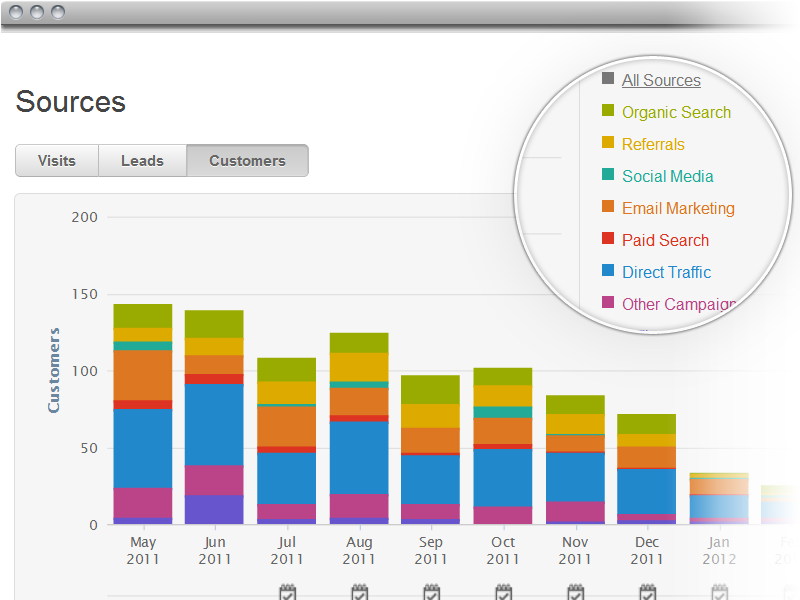 Sources
Visits
Leads
Customers
All Sources
Organic Search
Referrals
Social Media
Email Marketing
Paid Search
Direct Traffic
Other Campaign
200
150
100
50
0
Customers
May
2011
Jun
2011
Jul
2011
Aug
2011
Sep
2011
Oct
2011
Nov
2011
Dec
2011
Jan
2012